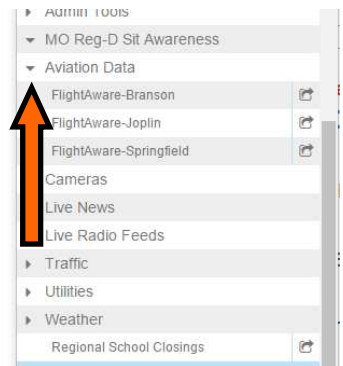 Admin Tools
MO Reg-D Sit Awareness
Aviation Data
FlightAware-Branson
FlightAware-Joplin
FlightAware-Springfield
Cameras
Live News
Live Radio Feeds
Traffic
Utilities
Weather
Regional School Closings